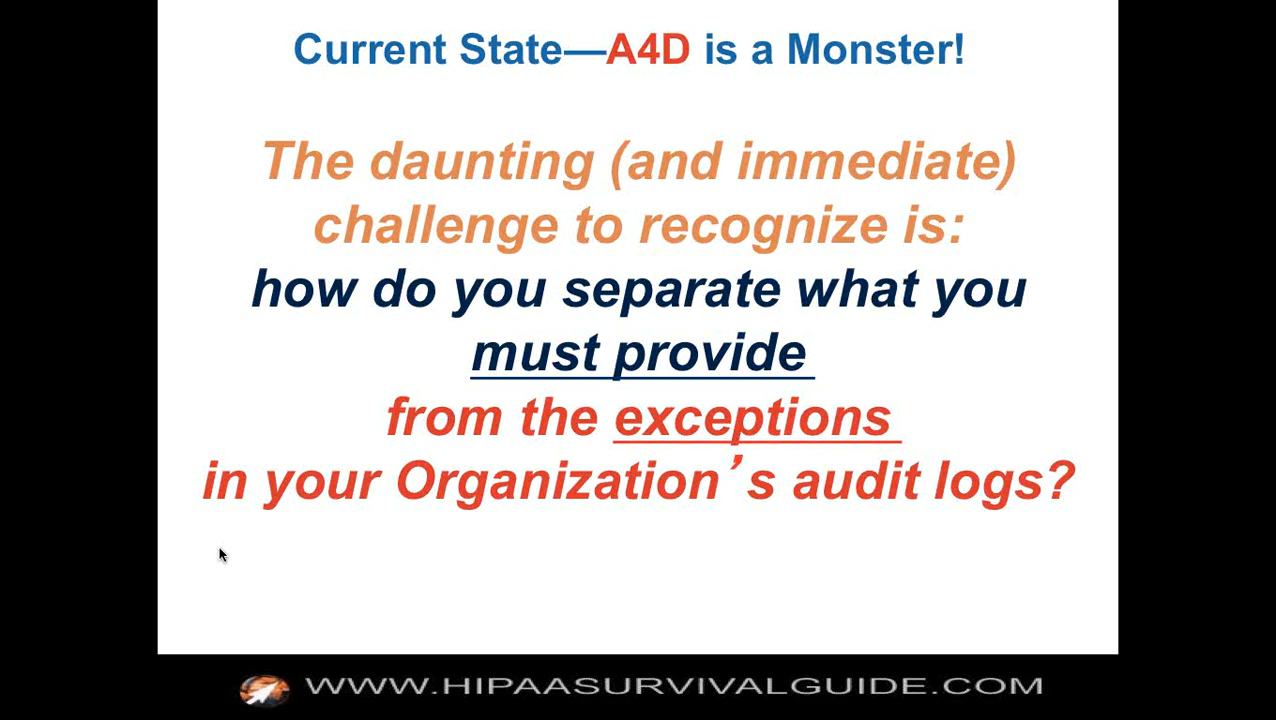 Current State—A4D is a Monster!
The daunting (and immediate)
challenge to recognize is:
how do you separate what you
must provide
from the exceptions
in your Organization’s audit logs?
WWW.HIPAASURVIVALGUIDE.COM